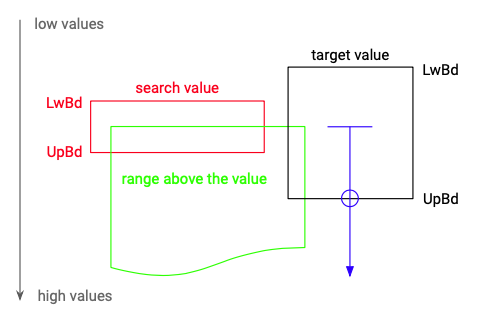 low values
target value
LwBd
search value
LwBd
UpBd
range above the value
UpBd
high values